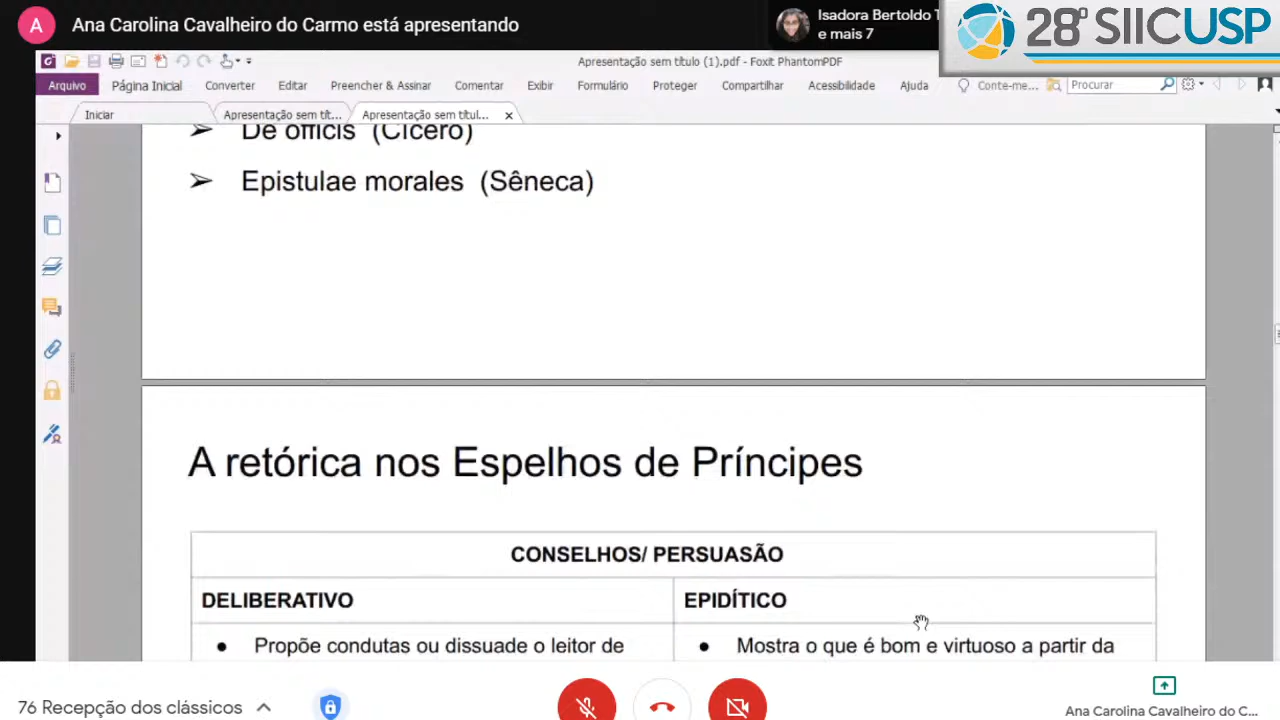 A
Ana Carolina Cavalheiro do Carmo está apresentando
Isadora Bertoldo
e mais 7
28º SIICUSP
Apresentação sem título (1).pdf - Foxit PhantomPDF
Arquivo Página Inicial Converter Editar Preencher & Assinar Comentar Exibir Formulário Proteger Compartilhar Acessibilidade Ajuda Conte-me... Procurar
Iniciar Apresentação sem tít... Apresentação sem títul...
➢ De officis (Cícero)
➢ Epistulae morales (Sêneca)
A retórica nos Espelhos de Príncipes
CONSELHOS/ PERSUASÃO
DELIBERATIVO EPIDÍTICO
● Propõe condutas ou dissuade o leitor de ● Mostra o que é bom e virtuoso a partir da
76 Recepção dos clássicos
Ana Carolina Cavalheiro do C...